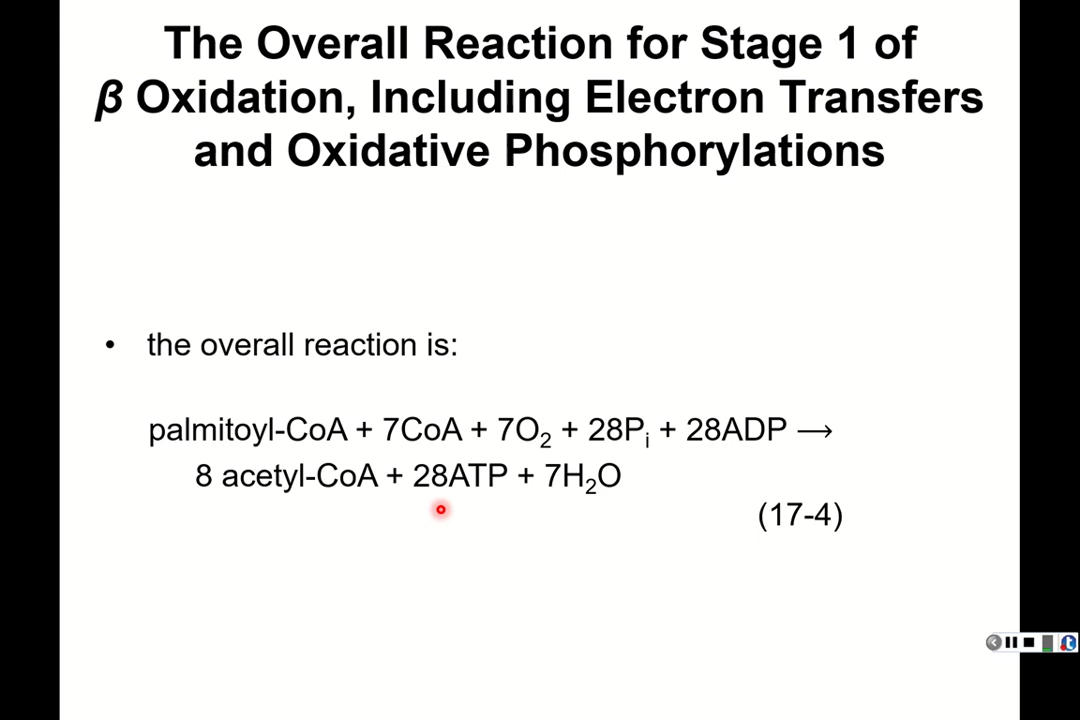 The Overall Reaction for Stage 1 of
β Oxidation, Including Electron Transfers
and Oxidative Phosphorylations
• the overall reaction is:
palmitoyl-CoA + 7CoA + 7O₂ + 28Pᵢ + 28ADP ⟶
8 acetyl-CoA + 28ATP + 7H₂O
(17-4)